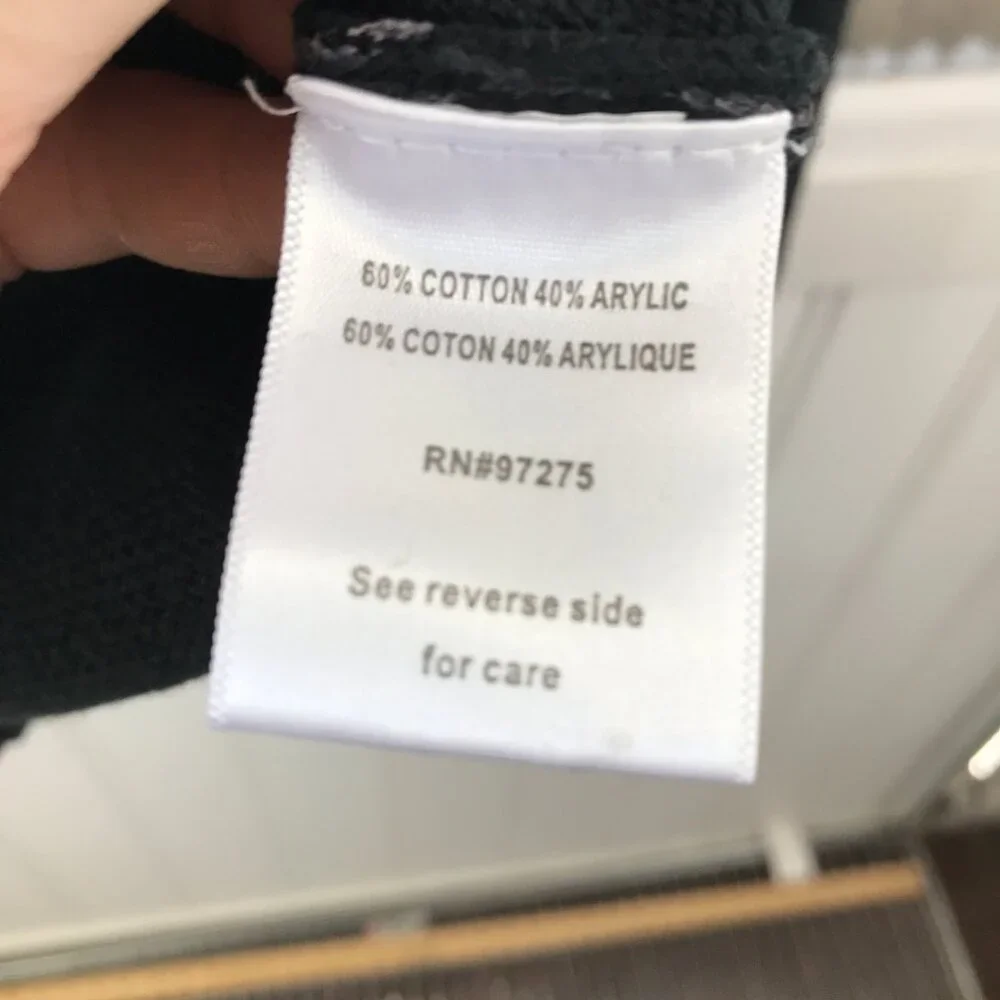 60% COTTON 40% ARYLIC
60% COTON 40% ARYLIQUE
RN#97275
See reverse side
for care